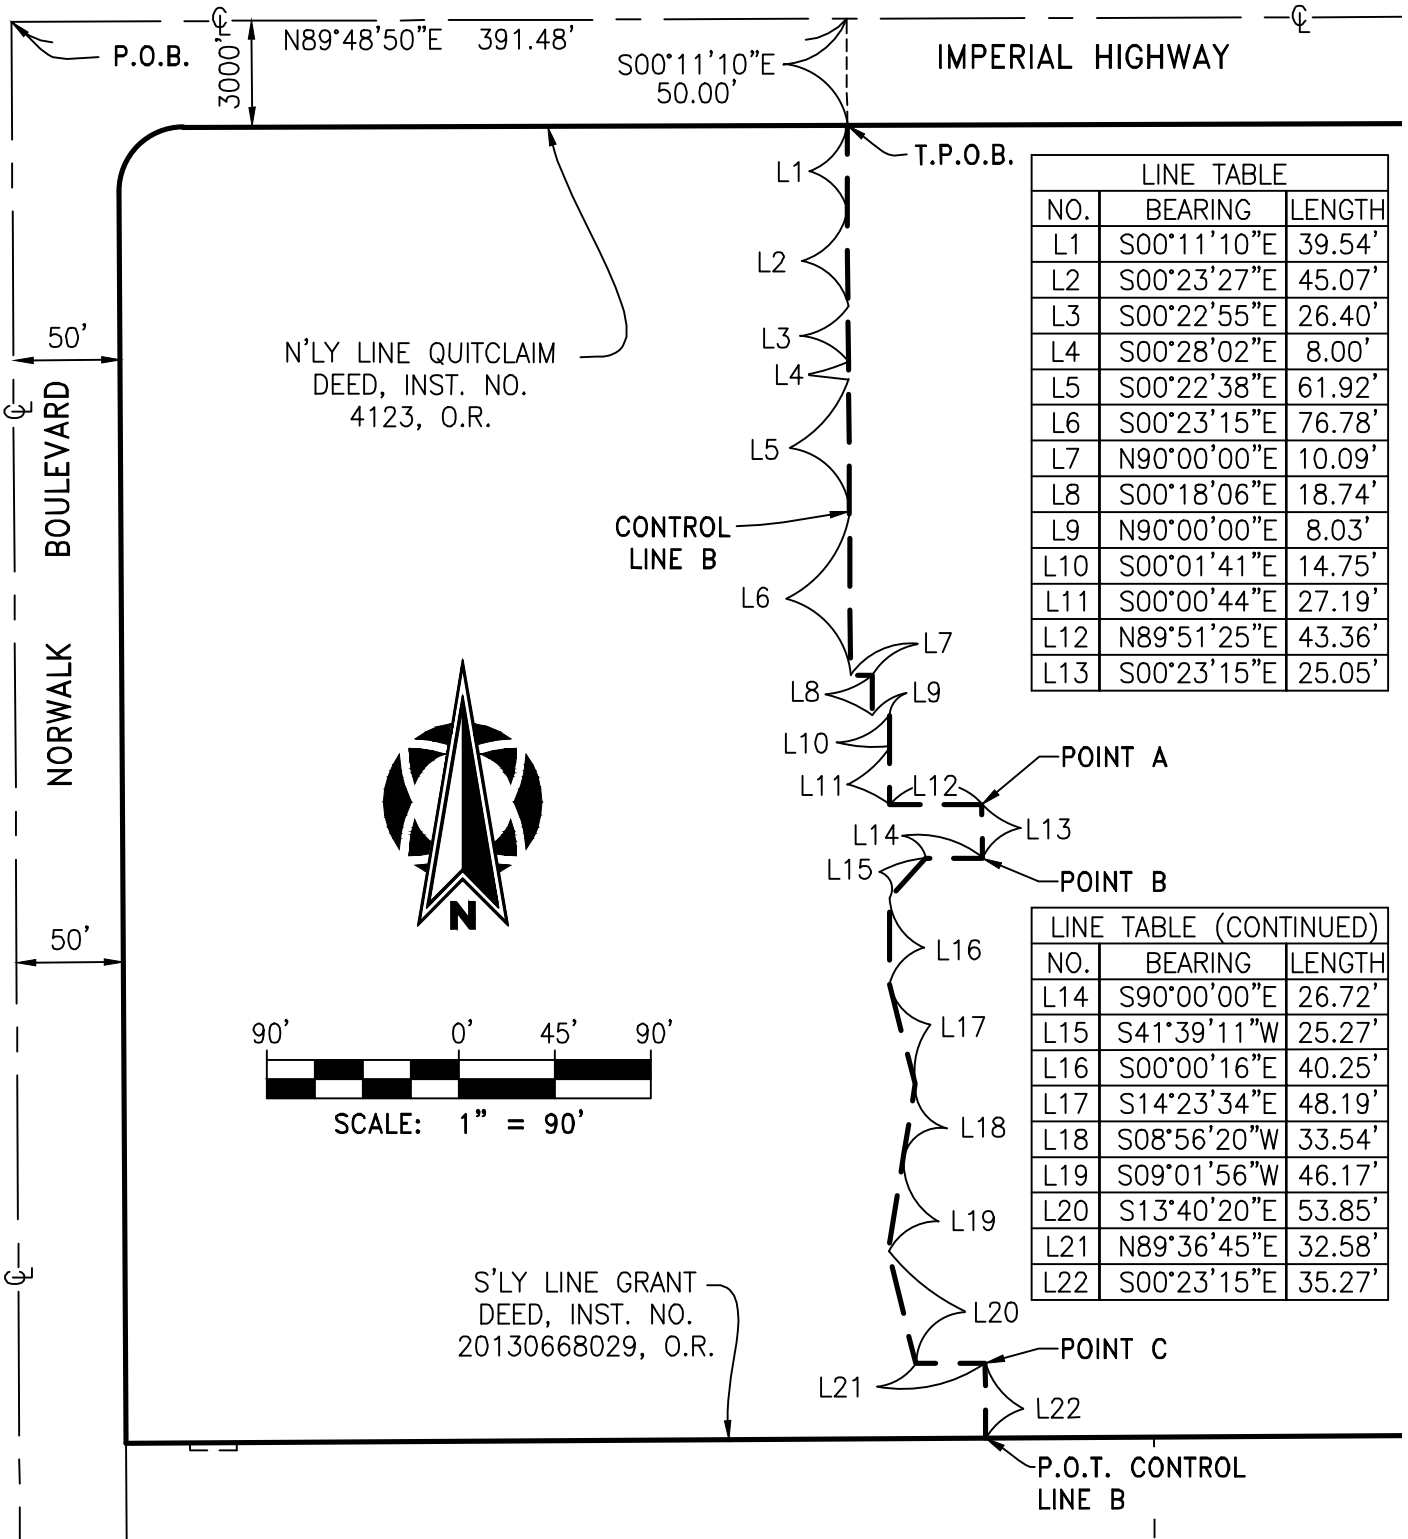 ℄
℄
N89°48'50"E 391.48'
P.O.B.
3000'
S00°11'10"E
50.00'
IMPERIAL HIGHWAY
T.P.O.B.
L1
L2
L3
L4
L5
CONTROL
LINE B
L6
L7
L8
L9
L10
L11
L12
L13
L14
L15
L16
L17
L18
L19
L20
L21
L22
50'
℄
NORWALK BOULEVARD
50'
℄
N'LY LINE QUITCLAIM
DEED, INST. NO.
4123, O.R.
N
90' 0' 45' 90'
SCALE: 1" = 90'
S'LY LINE GRANT
DEED, INST. NO.
20130668029, O.R.
POINT A
POINT B
POINT C
P.O.T. CONTROL
LINE B
LINE TABLE
NO. BEARING LENGTH
L1 S00°11'10"E 39.54'
L2 S00°23'27"E 45.07'
L3 S00°22'55"E 26.40'
L4 S00°28'02"E 8.00'
L5 S00°22'38"E 61.92'
L6 S00°23'15"E 76.78'
L7 N90°00'00"E 10.09'
L8 S00°18'06"E 18.74'
L9 N90°00'00"E 8.03'
L10 S00°01'41"E 14.75'
L11 S00°00'44"E 27.19'
L12 N89°51'25"E 43.36'
L13 S00°23'15"E 25.05'
LINE TABLE (CONTINUED)
NO. BEARING LENGTH
L14 S90°00'00"E 26.72'
L15 S41°39'11"W 25.27'
L16 S00°00'16"E 40.25'
L17 S14°23'34"E 48.19'
L18 S08°56'20"W 33.54'
L19 S09°01'56"W 46.17'
L20 S13°40'20"E 53.85'
L21 N89°36'45"E 32.58'
L22 S00°23'15"E 35.27'